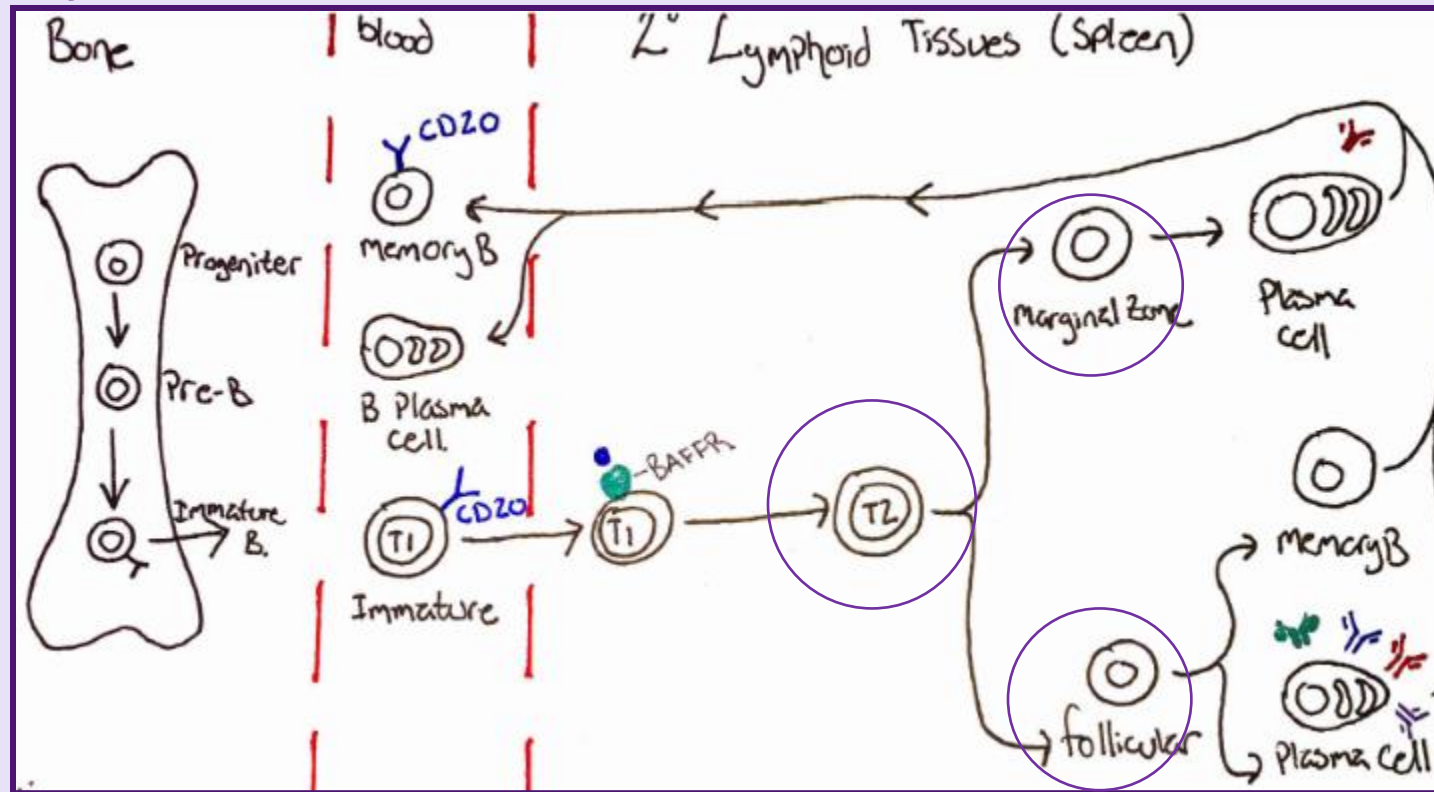 Bone
blood
2° Lymphoid Tissues (Spleen)
CD20
Memory B
Progeniter
Pre-B
Immature
B.
B Plasma
cell
T1
CD20
Immature
BAFFR
T1
T2
Marginal Zone
Plasma
cell
Memory B
follicular
Plasma Cell